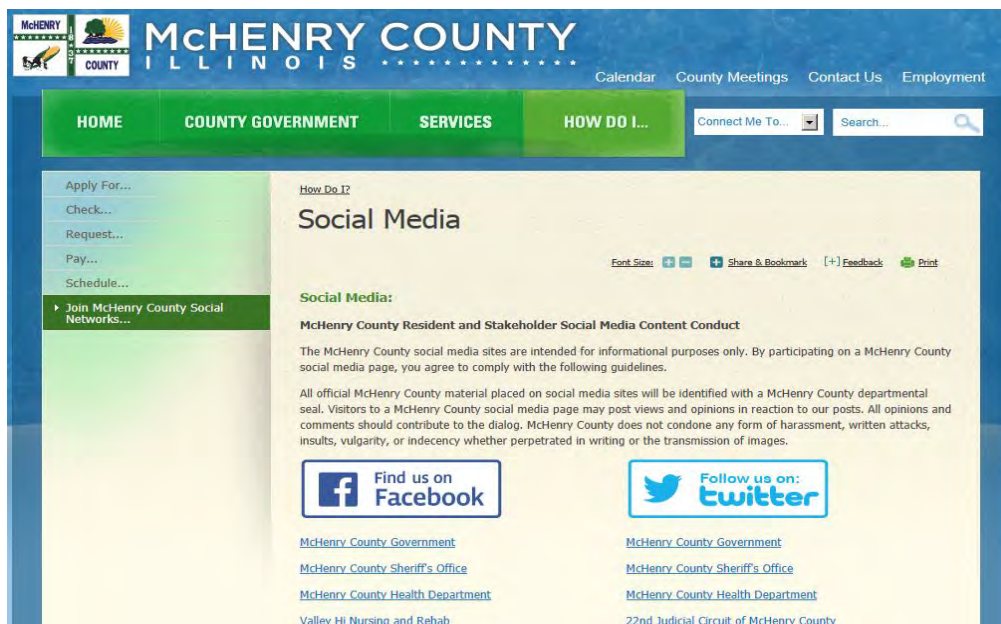 McHENRY
COUNTY
18★37
McHENRY COUNTY
ILLINOIS
Calendar County Meetings Contact Us Employment
HOME COUNTY GOVERNMENT SERVICES HOW DO I... Connect Me To... Search...
Apply For...
Check...
Request...
Pay...
Schedule...
Join McHenry County Social
Networks...
How Do I?
Social Media
Font Size: Share & Bookmark [+] Feedback Print
Social Media:
McHenry County Resident and Stakeholder Social Media Content Conduct
The McHenry County social media sites are intended for informational purposes only. By participating on a McHenry County
social media page, you agree to comply with the following guidelines.
All official McHenry County material placed on social media sites will be identified with a McHenry County departmental
seal. Visitors to a McHenry County social media page may post views and opinions in reaction to our posts. All opinions and
comments should contribute to the dialog. McHenry County does not condone any form of harassment, written attacks,
insults, vulgarity, or indecency whether perpetrated in writing or the transmission of images.
Find us on
Facebook
Follow us on:
twitter
McHenry County Government McHenry County Government
McHenry County Sheriff's Office McHenry County Sheriff's Office
McHenry County Health Department McHenry County Health Department
Valley Hi Nursing and Rehab 22nd Judicial Circuit of McHenry County